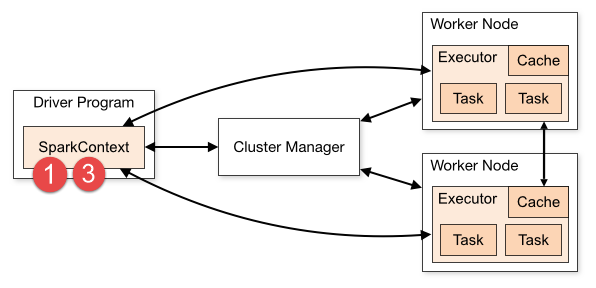 Driver Program
SparkContext
1 3
Cluster Manager
Worker Node
Executor
Cache
Task Task
Worker Node
Executor
Cache
Task Task